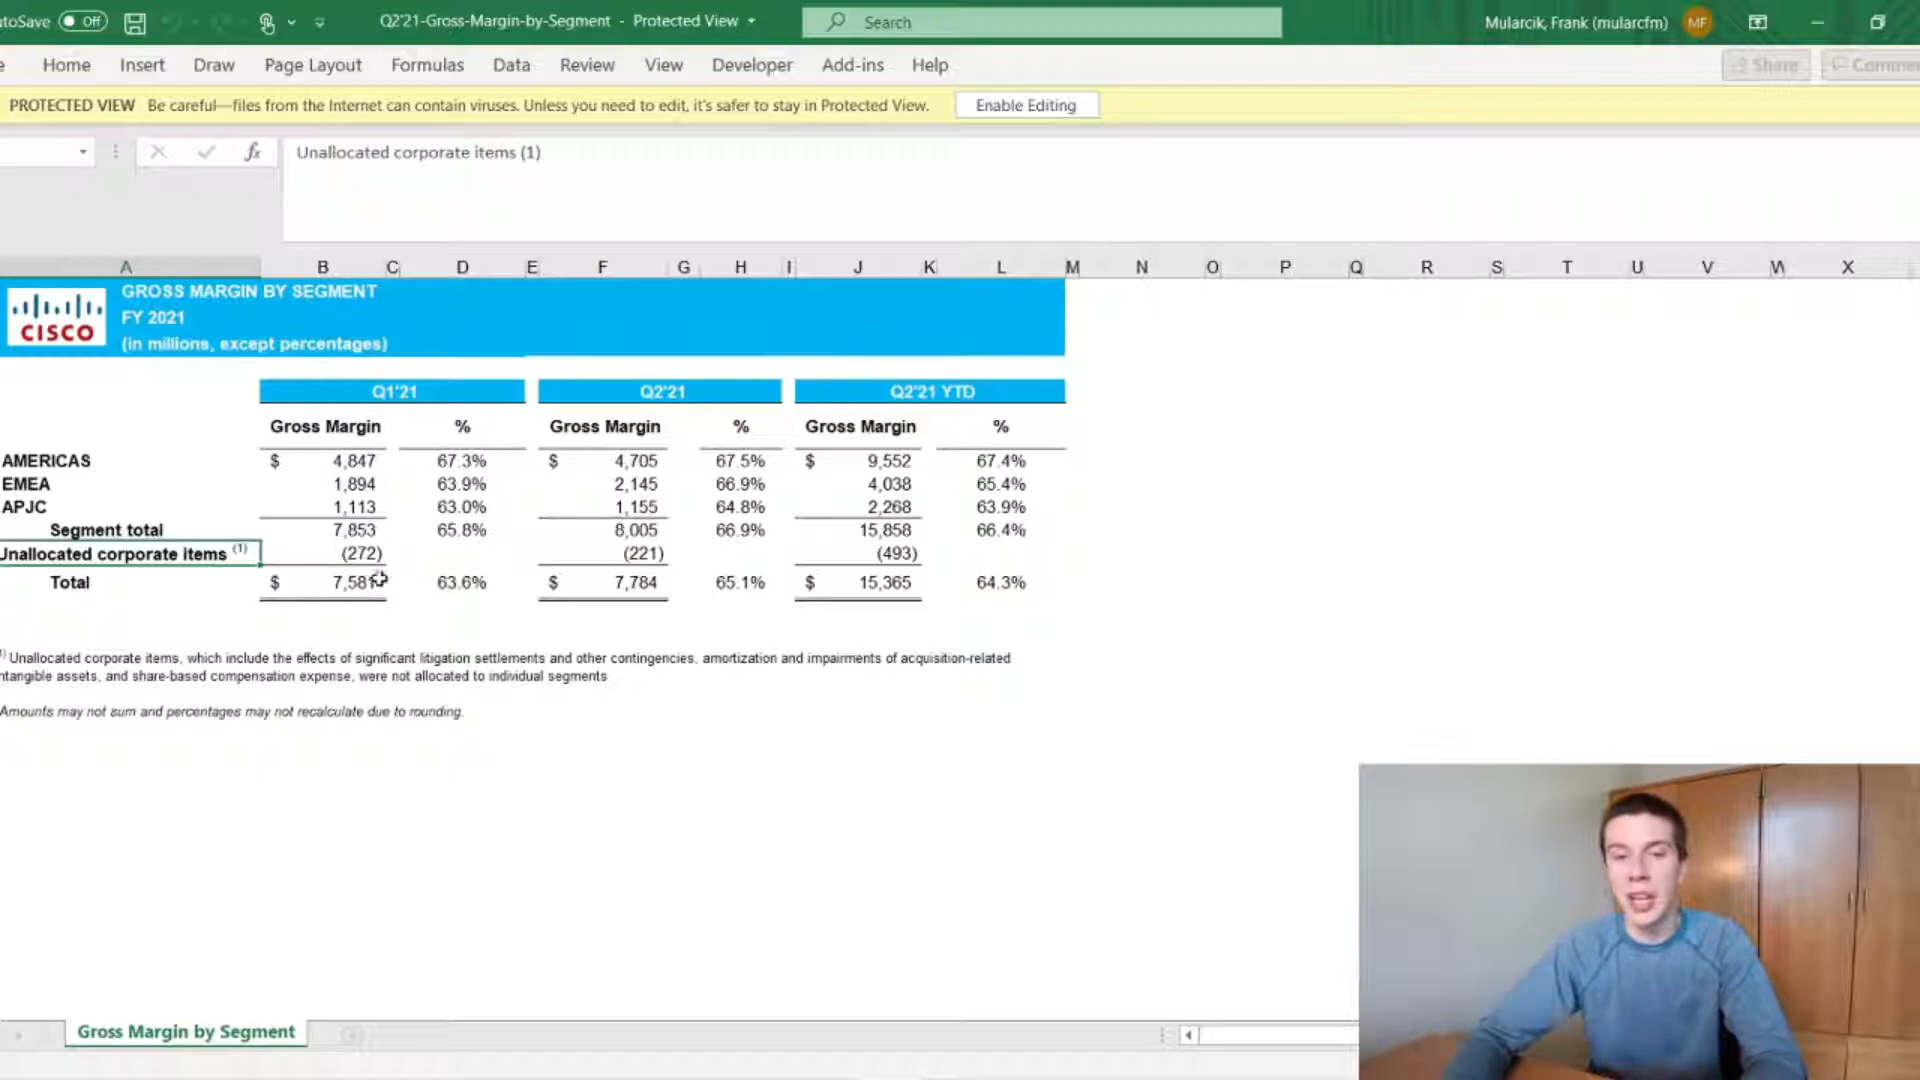 utoSave Off Q2'21-Gross-Margin-by-Segment - Protected View Search Mularcik, Frank (mularcfm) MF
e Home Insert Draw Page Layout Formulas Data Review View Developer Add-ins Help Share Commen
PROTECTED VIEW Be careful—files from the Internet can contain viruses. Unless you need to edit, it's safer to stay in Protected View. Enable Editing
fx Unallocated corporate items (1)
A B C D E F G H I J K L M N O P Q R S T U V W X
CISCO
GROSS MARGIN BY SEGMENT
FY 2021
(in millions, except percentages)
Q1'21 Q2'21 Q2'21 YTD
Gross Margin % Gross Margin % Gross Margin %
AMERICAS $ 4,847 67.3% $ 4,705 67.5% $ 9,552 67.4%
EMEA 1,894 63.9% 2,145 66.9% 4,038 65.4%
APJC 1,113 63.0% 1,155 64.8% 2,268 63.9%
Segment total 7,853 65.8% 8,005 66.9% 15,858 66.4%
Unallocated corporate items (1) (272) (221) (493)
Total $ 7,581 63.6% $ 7,784 65.1% $ 15,365 64.3%
1) Unallocated corporate items, which include the effects of significant litigation settlements and other contingencies, amortization and impairments of acquisition-related
ntangible assets, and share-based compensation expense, were not allocated to individual segments
Amounts may not sum and percentages may not recalculate due to rounding.
Gross Margin by Segment